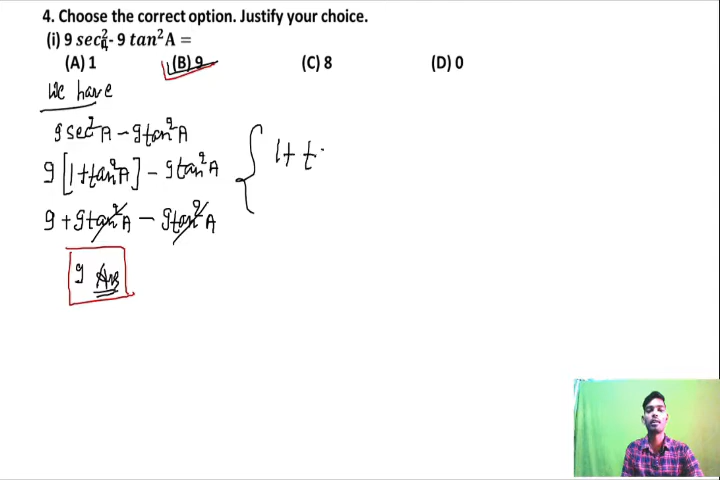 4. Choose the correct option. Justify your choice.
(i) 9 sec²A - 9 tan²A =
(A) 1 (B) 9 (C) 8 (D) 0
We have
9 sec²A - 9 tan²A
9 [1 + tan²A] - 9 tan²A { 1 + t
9 + 9 tan²A - 9 tan²A
9 Ans